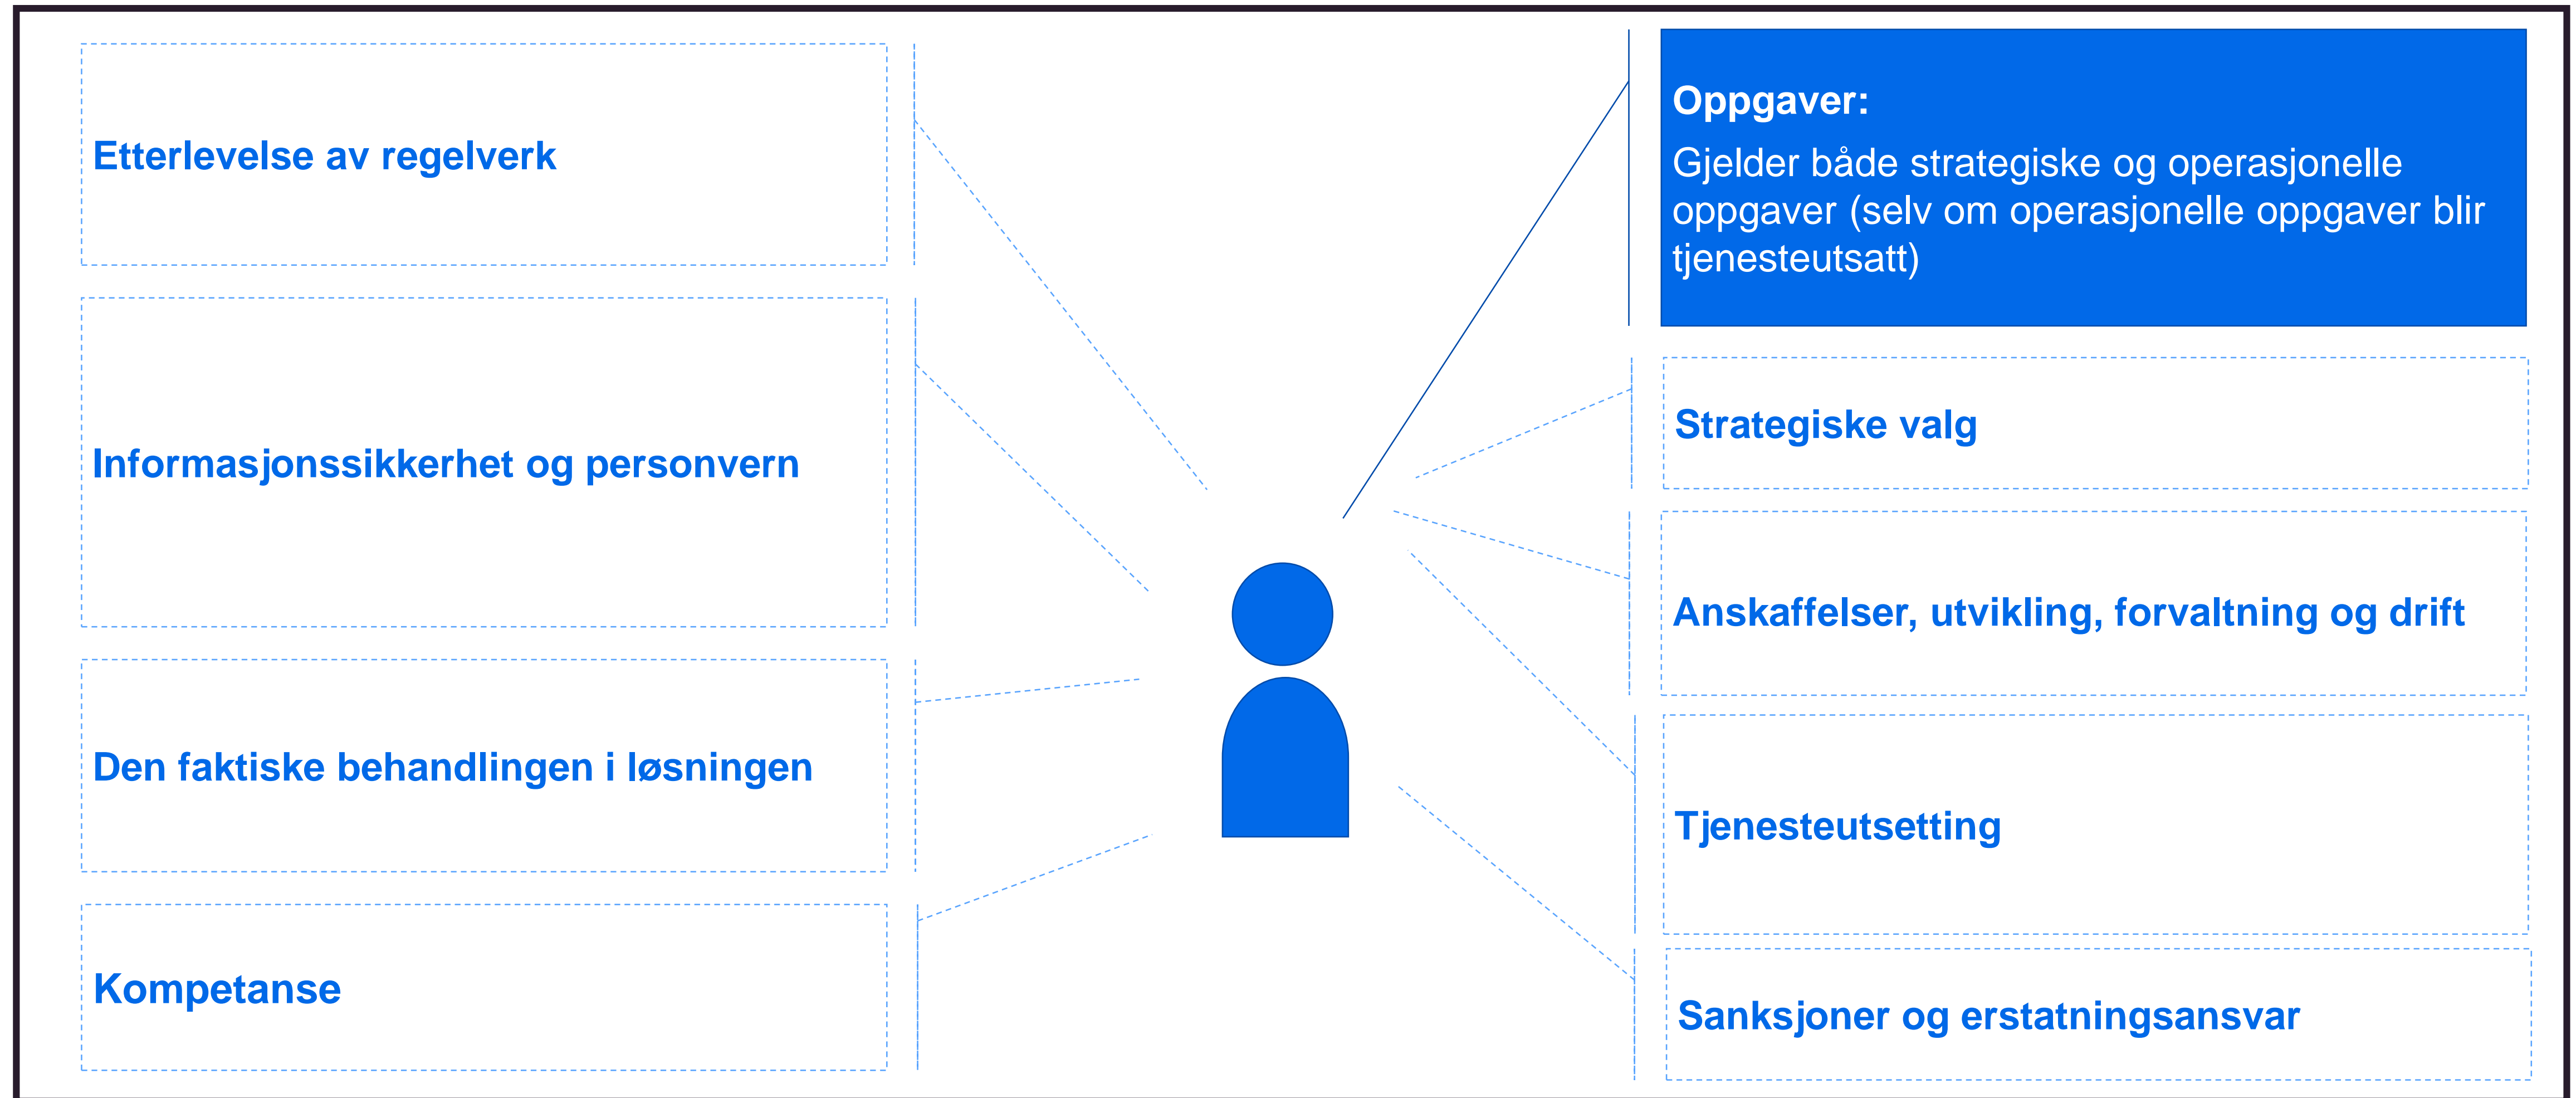 Etterlevelse av regelverk
Informasjonssikkerhet og personvern
Den faktiske behandlingen i løsningen
Kompetanse
Oppgaver:
Gjelder både strategiske og operasjonelle
oppgaver (selv om operasjonelle oppgaver blir
tjenesteutsatt)
Strategiske valg
Anskaffelser, utvikling, forvaltning og drift
Tjenesteutsetting
Sanksjoner og erstatningsansvar